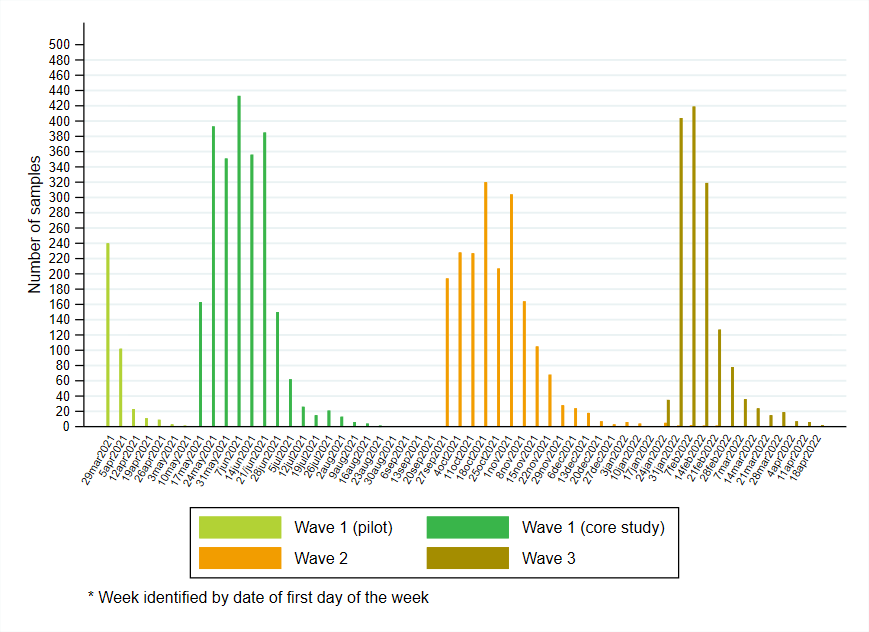 Number of samples
500
480
460
440
420
400
380
360
340
320
300
280
260
240
220
200
180
160
140
120
100
80
60
40
20
0
29mar2021
5apr2021
12apr2021
19apr2021
26apr2021
3may2021
10may2021
17may2021
24may2021
31may2021
7jun2021
14jun2021
21/jun2021
28jun2021
5jul2021
12jul2021
19jul2021
26jul2021
2aug2021
9aug2021
16aug2021
23aug2021
30aug2021
6sep2021
13sep2021
20sep2021
27sep2021
4oct2021
11oct2021
18oct2021
25oct2021
1nov2021
8nov2021
15nov2021
22nov2021
29nov2021
6dec2021
13dec2021
20dec2021
27dec2021
3jan2022
10jan2022
17jan2022
24jan2022
31jan2022
7feb2022
14feb2022
21feb2022
28feb2022
7mar2022
14mar2022
21mar2022
28mar2022
4apr2022
11apr2022
18apr2022
Wave 1 (pilot)
Wave 1 (core study)
Wave 2
Wave 3
* Week identified by date of first day of the week